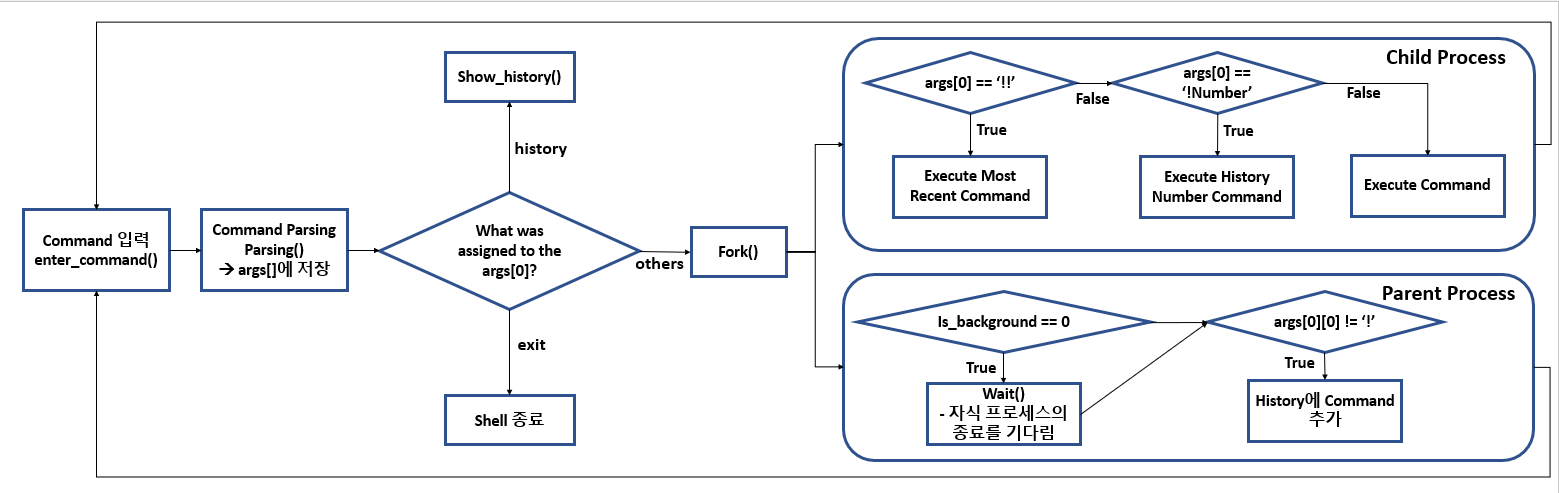 Command 입력
enter_command()
Command Parsing
Parsing()
→ args[]에 저장
Show_history()
history
What was
assigned to the
args[0]?
others
exit
Shell 종료
Fork()
Child Process
args[0] == ‘!!’
False
args[0] ==
‘!Number’
False
True
True
Execute Most
Recent Command
Execute History
Number Command
Execute Command
Parent Process
Is_background == 0
args[0][0] != ‘!’
True
True
Wait()
- 자식 프로세스의
종료를 기다림
History에 Command
추가